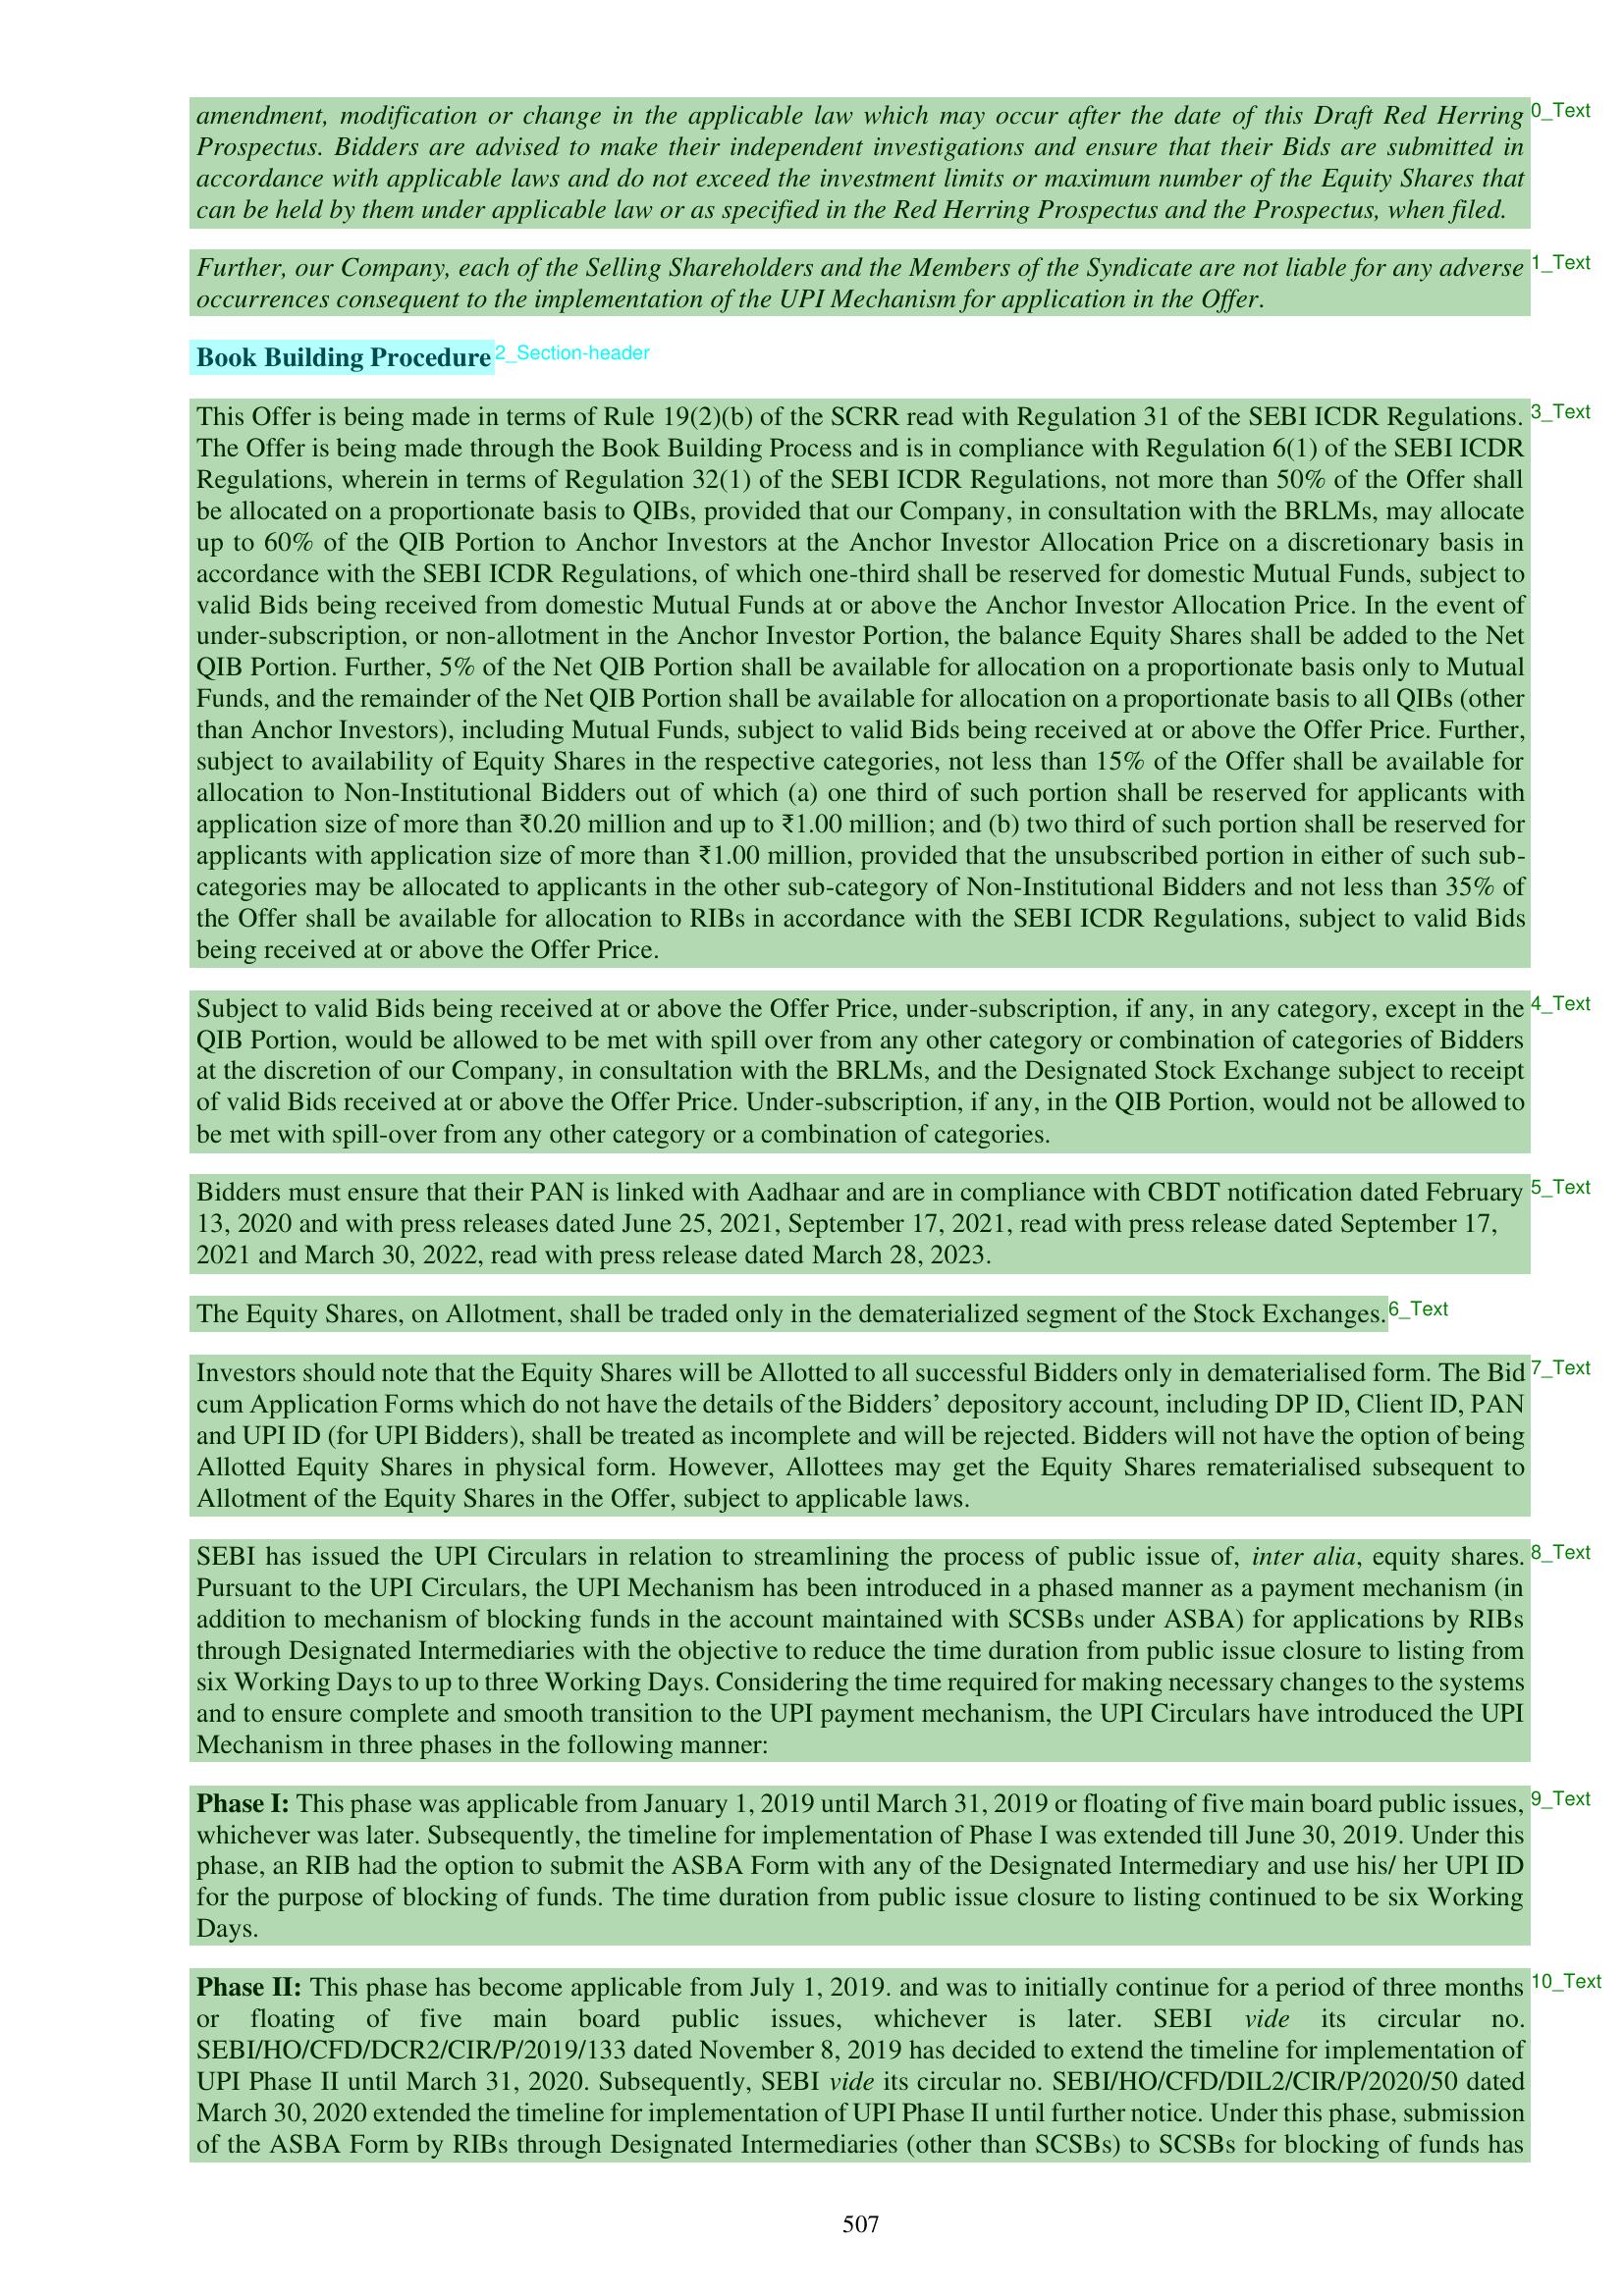 amendment, modification or change in the applicable law which may occur after the date of this Draft Red Herring
0_Text
Prospectus. Bidders are advised to make their independent investigations and ensure that their Bids are submitted in
accordance with applicable laws and do not exceed the investment limits or maximum number of the Equity Shares that
can be held by them under applicable law or as specified in the Red Herring Prospectus and the Prospectus, when filed.
Further, our Company, each of the Selling Shareholders and the Members of the Syndicate are not liable for any adverse
1_Text
occurrences consequent to the implementation of the UPI Mechanism for application in the Offer.
Book Building Procedure
2_Section-header
This Offer is being made in terms of Rule 19(2)(b) of the SCRR read with Regulation 31 of the SEBI ICDR Regulations.
3_Text
The Offer is being made through the Book Building Process and is in compliance with Regulation 6(1) of the SEBI ICDR
Regulations, wherein in terms of Regulation 32(1) of the SEBI ICDR Regulations, not more than 50% of the Offer shall
be allocated on a proportionate basis to QIBs, provided that our Company, in consultation with the BRLMs, may allocate
up to 60% of the QIB Portion to Anchor Investors at the Anchor Investor Allocation Price on a discretionary basis in
accordance with the SEBI ICDR Regulations, of which one-third shall be reserved for domestic Mutual Funds, subject to
valid Bids being received from domestic Mutual Funds at or above the Anchor Investor Allocation Price. In the event of
under-subscription, or non-allotment in the Anchor Investor Portion, the balance Equity Shares shall be added to the Net
QIB Portion. Further, 5% of the Net QIB Portion shall be available for allocation on a proportionate basis only to Mutual
Funds, and the remainder of the Net QIB Portion shall be available for allocation on a proportionate basis to all QIBs (other
than Anchor Investors), including Mutual Funds, subject to valid Bids being received at or above the Offer Price. Further,
subject to availability of Equity Shares in the respective categories, not less than 15% of the Offer shall be available for
allocation to Non-Institutional Bidders out of which (a) one third of such portion shall be reserved for applicants with
application size of more than ₹0.20 million and up to ₹1.00 million; and (b) two third of such portion shall be reserved for
applicants with application size of more than ₹1.00 million, provided that the unsubscribed portion in either of such sub-
categories may be allocated to applicants in the other sub-category of Non-Institutional Bidders and not less than 35% of
the Offer shall be available for allocation to RIBs in accordance with the SEBI ICDR Regulations, subject to valid Bids
being received at or above the Offer Price.
Subject to valid Bids being received at or above the Offer Price, under-subscription, if any, in any category, except in the
4_Text
QIB Portion, would be allowed to be met with spill over from any other category or combination of categories of Bidders
at the discretion of our Company, in consultation with the BRLMs, and the Designated Stock Exchange subject to receipt
of valid Bids received at or above the Offer Price. Under-subscription, if any, in the QIB Portion, would not be allowed to
be met with spill-over from any other category or a combination of categories.
Bidders must ensure that their PAN is linked with Aadhaar and are in compliance with CBDT notification dated February
5_Text
13, 2020 and with press releases dated June 25, 2021, September 17, 2021, read with press release dated September 17,
2021 and March 30, 2022, read with press release dated March 28, 2023.
The Equity Shares, on Allotment, shall be traded only in the dematerialized segment of the Stock Exchanges.
6_Text
Investors should note that the Equity Shares will be Allotted to all successful Bidders only in dematerialised form. The Bid
7_Text
cum Application Forms which do not have the details of the Bidders’ depository account, including DP ID, Client ID, PAN
and UPI ID (for UPI Bidders), shall be treated as incomplete and will be rejected. Bidders will not have the option of being
Allotted Equity Shares in physical form. However, Allottees may get the Equity Shares rematerialised subsequent to
Allotment of the Equity Shares in the Offer, subject to applicable laws.
SEBI has issued the UPI Circulars in relation to streamlining the process of public issue of, inter alia, equity shares.
8_Text
Pursuant to the UPI Circulars, the UPI Mechanism has been introduced in a phased manner as a payment mechanism (in
addition to mechanism of blocking funds in the account maintained with SCSBs under ASBA) for applications by RIBs
through Designated Intermediaries with the objective to reduce the time duration from public issue closure to listing from
six Working Days to up to three Working Days. Considering the time required for making necessary changes to the systems
and to ensure complete and smooth transition to the UPI payment mechanism, the UPI Circulars have introduced the UPI
Mechanism in three phases in the following manner:
Phase I: This phase was applicable from January 1, 2019 until March 31, 2019 or floating of five main board public issues,
9_Text
whichever was later. Subsequently, the timeline for implementation of Phase I was extended till June 30, 2019. Under this
phase, an RIB had the option to submit the ASBA Form with any of the Designated Intermediary and use his/ her UPI ID
for the purpose of blocking of funds. The time duration from public issue closure to listing continued to be six Working
Days.
Phase II: This phase has become applicable from July 1, 2019. and was to initially continue for a period of three months
10_Text
or floating of five main board public issues, whichever is later. SEBI vide its circular no.
SEBI/HO/CFD/DCR2/CIR/P/2019/133 dated November 8, 2019 has decided to extend the timeline for implementation of
UPI Phase II until March 31, 2020. Subsequently, SEBI vide its circular no. SEBI/HO/CFD/DIL2/CIR/P/2020/50 dated
March 30, 2020 extended the timeline for implementation of UPI Phase II until further notice. Under this phase, submission
of the ASBA Form by RIBs through Designated Intermediaries (other than SCSBs) to SCSBs for blocking of funds has
507